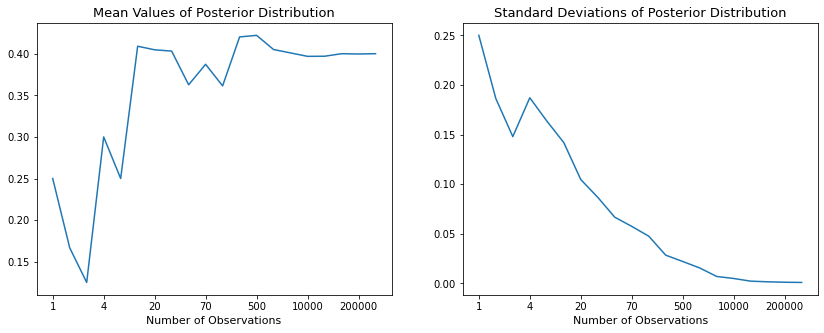 Mean Values of Posterior Distribution
0.40
0.35
0.30
0.25
0.20
0.15
1 4 20 70 500 10000 200000
Number of Observations
Standard Deviations of Posterior Distribution
0.25
0.20
0.15
0.10
0.05
0.00
1 4 20 70 500 10000 200000
Number of Observations